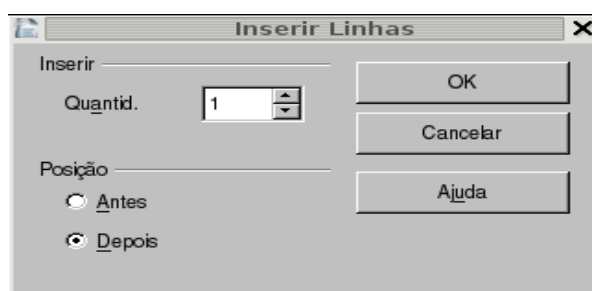 Inserir Linhas
Inserir
Quantid. 1
Posição
Antes
Depois
OK
Cancelar
Ajuda